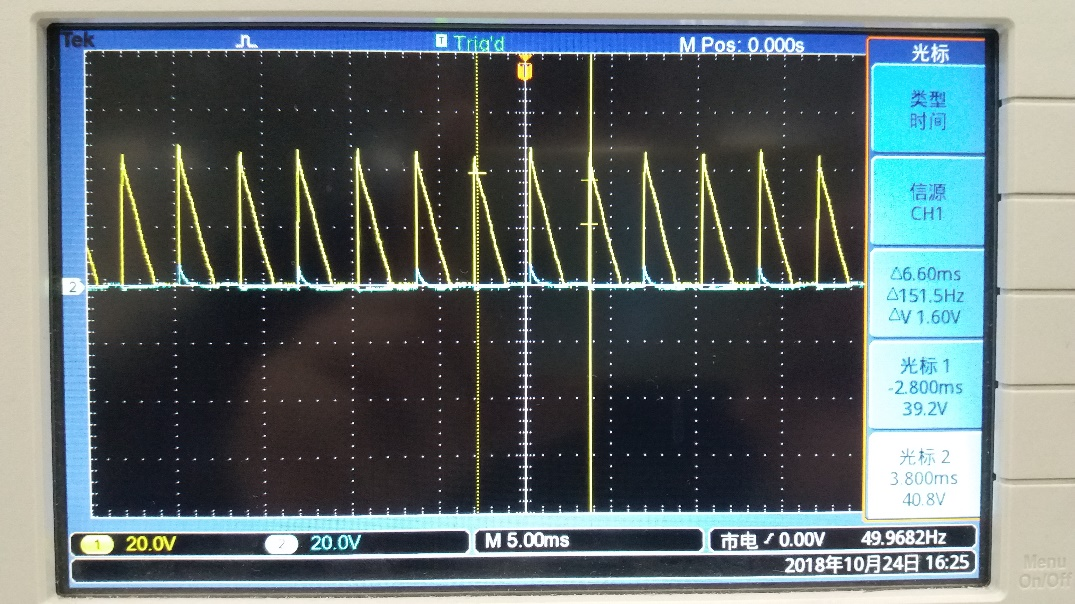 Tek
T Trig'd
M Pos: 0.000s
光标
T
类型
时间
信源
CH1
△6.60ms
△151.5Hz
△V 1.60V
光标 1
-2.800ms
39.2V
光标 2
3.800ms
40.8V
2
1 20.0V
2 20.0V
M 5.00ms
市电 0.00V
49.9682Hz
2018年10月24日 16:25
Menu
On/Off